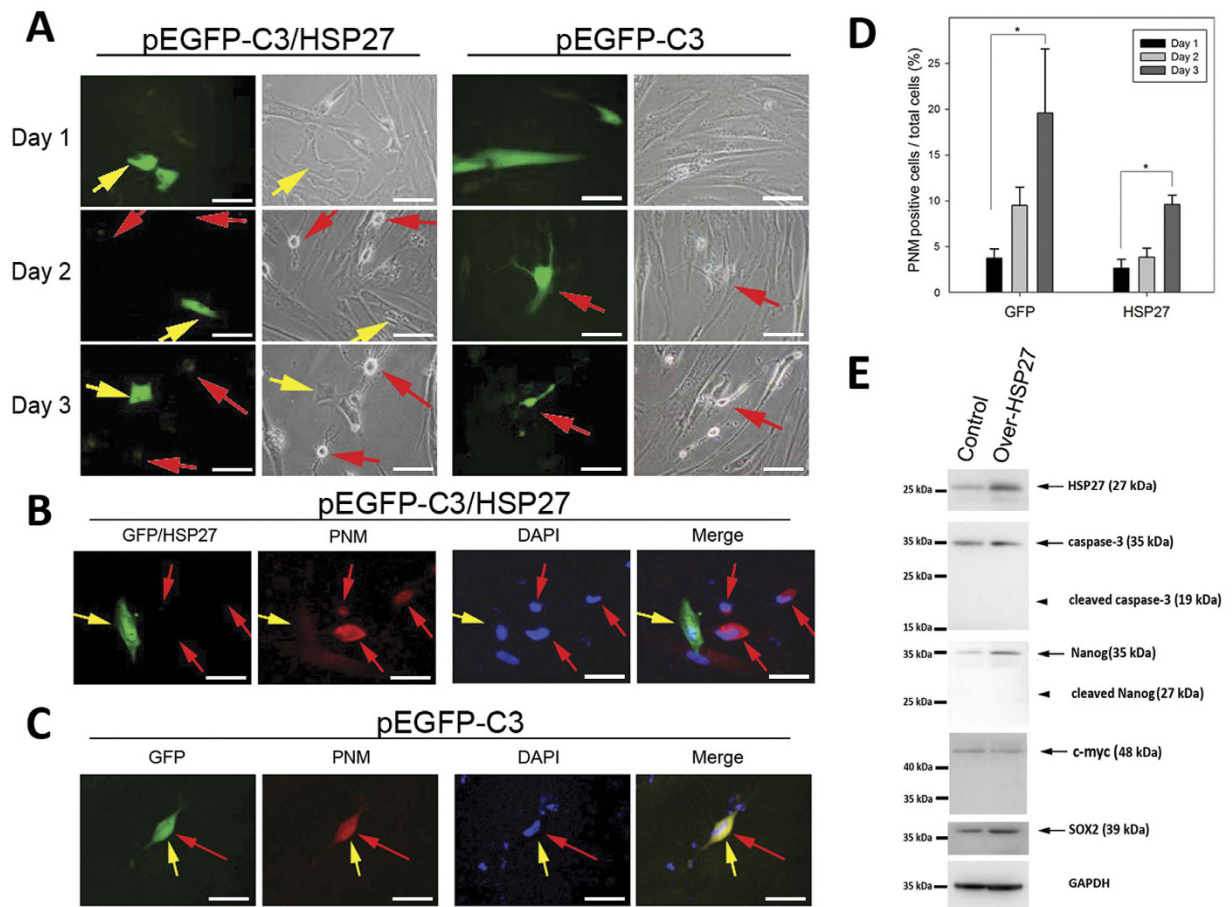 A
pEGFP-C3/HSP27
pEGFP-C3
Day 1
Day 2
Day 3
B
pEGFP-C3/HSP27
GFP/HSP27
PNM
DAPI
Merge
C
pEGFP-C3
GFP
PNM
DAPI
Merge
D
PNM positive cells / total cells (%)
25
20
15
10
5
0
*
*
Day 1
Day 2
Day 3
GFP
HSP27
E
Control
Over-HSP27
25 kDa
HSP27 (27 kDa)
35 kDa
caspase-3 (35 kDa)
25 kDa
cleaved caspase-3 (19 kDa)
15 kDa
35 kDa
Nanog(35 kDa)
cleaved Nanog(27 kDa)
25 kDa
c-myc (48 kDa)
40 kDa
35 kDa
35 kDa
SOX2 (39 kDa)
35 kDa
GAPDH